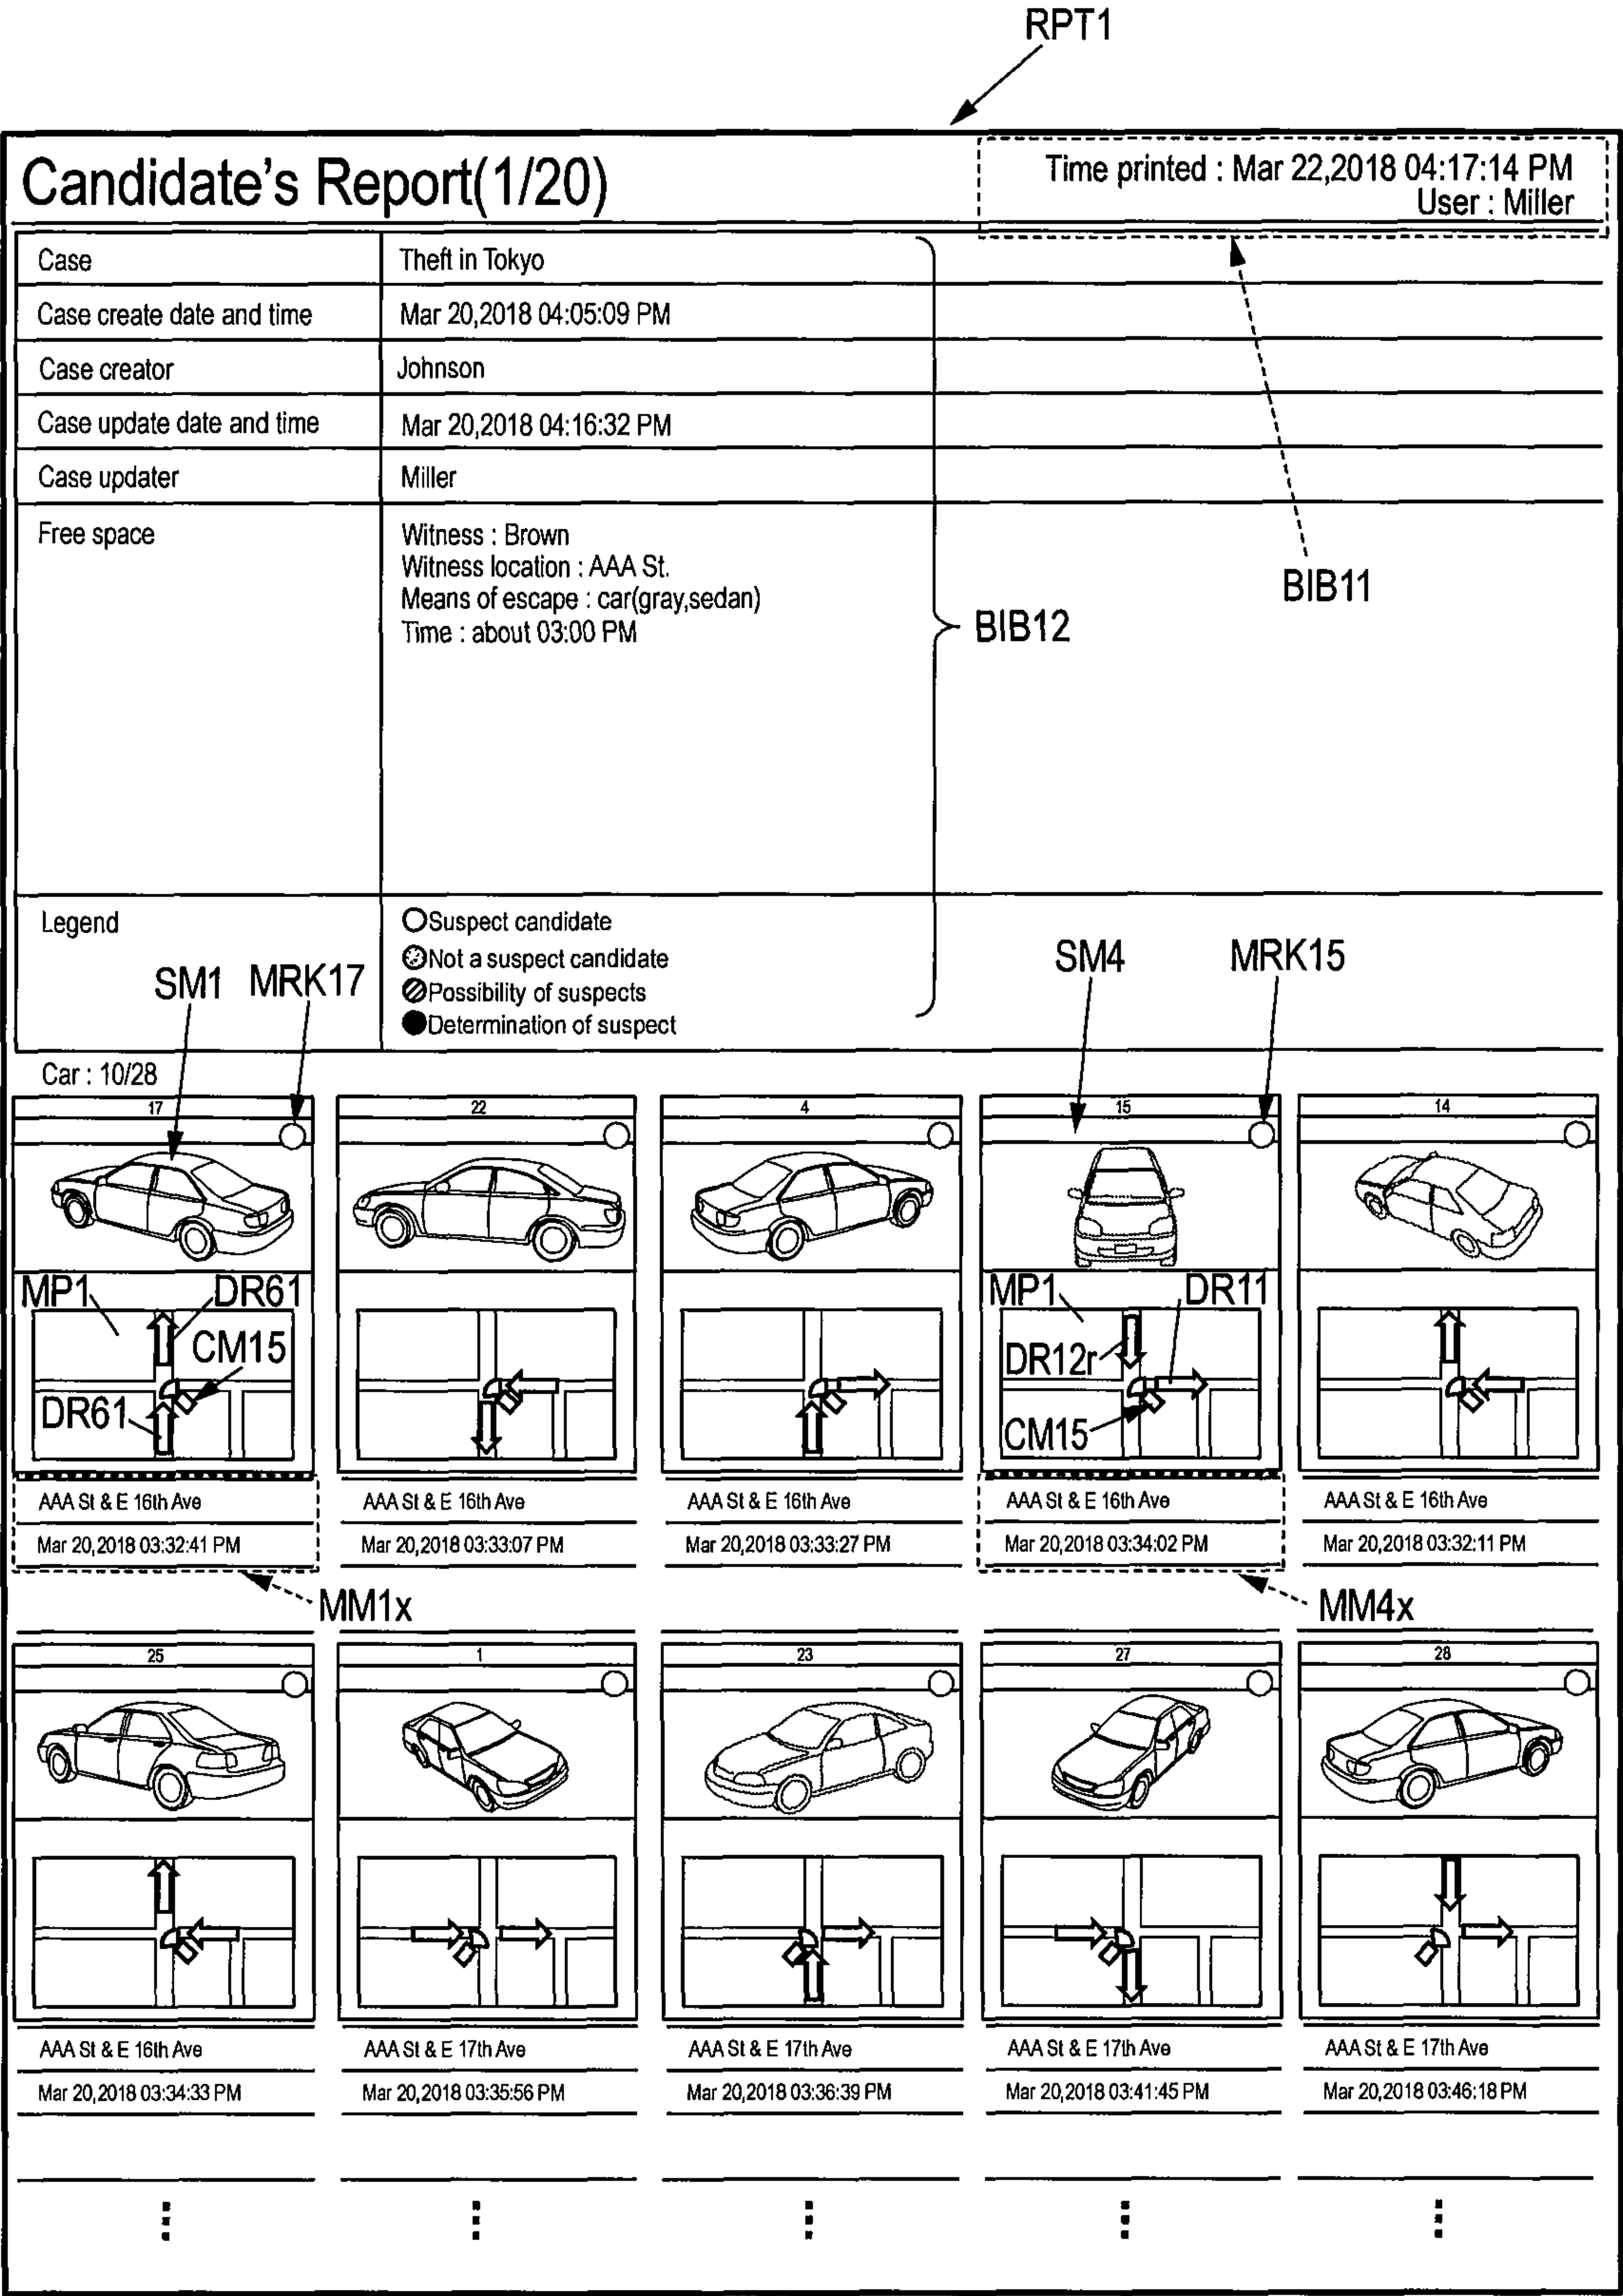 RPT1
Candidate's Report(1/20)
Time printed : Mar 22,2018 04:17:14 PM
User : Miller
Case Theft in Tokyo
Case create date and time Mar 20,2018 04:05:09 PM
Case creator Johnson
Case update date and time Mar 20,2018 04:16:32 PM
Case updater Miller
Free space Witness : Brown
Witness location : AAA St.
Means of escape : car(gray,sedan)
Time : about 03:00 PM
BIB11
BIB12
Legend Suspect candidate
Not a suspect candidate
Possibility of suspects
Determination of suspect
SM1 MRK17 SM4 MRK15
Car : 10/28
17 22 4 15 14
MP1 DR61 MP1 DR11
CM15 DR12r
DR61 CM15
AAA St & E 16th Ave AAA St & E 16th Ave AAA St & E 16th Ave AAA St & E 16th Ave AAA St & E 16th Ave
Mar 20,2018 03:32:41 PM Mar 20,2018 03:33:07 PM Mar 20,2018 03:33:27 PM Mar 20,2018 03:34:02 PM Mar 20,2018 03:32:11 PM
MM1x MM4x
25 1 23 27 28
AAA St & E 16th Ave AAA St & E 17th Ave AAA St & E 17th Ave AAA St & E 17th Ave AAA St & E 17th Ave
Mar 20,2018 03:34:33 PM Mar 20,2018 03:35:56 PM Mar 20,2018 03:36:39 PM Mar 20,2018 03:41:45 PM Mar 20,2018 03:46:18 PM